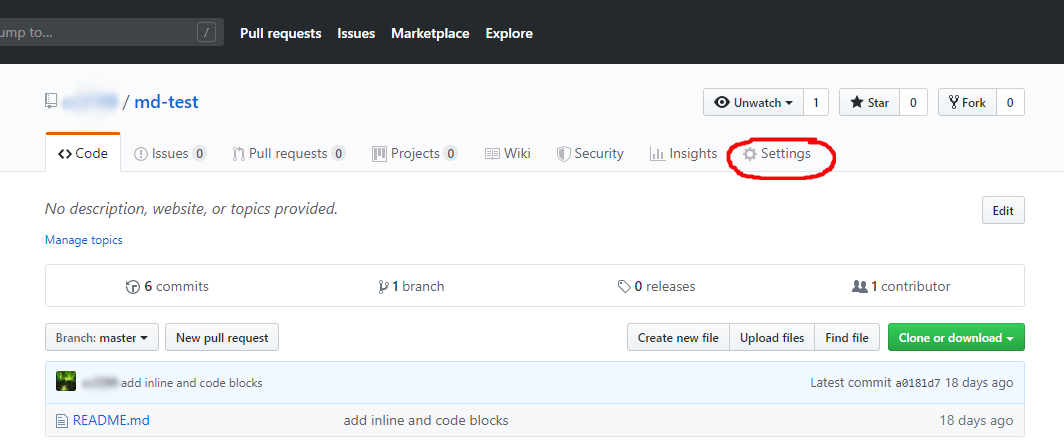 ump to... / Pull requests Issues Marketplace Explore
/ md-test Unwatch 1 Star 0 Fork 0
Code Issues 0 Pull requests 0 Projects 0 Wiki Security Insights Settings
No description, website, or topics provided. Edit
Manage topics
6 commits 1 branch 0 releases 1 contributor
Branch: master New pull request Create new file Upload files Find file Clone or download
add inline and code blocks Latest commit a0181d7 18 days ago
README.md add inline and code blocks 18 days ago